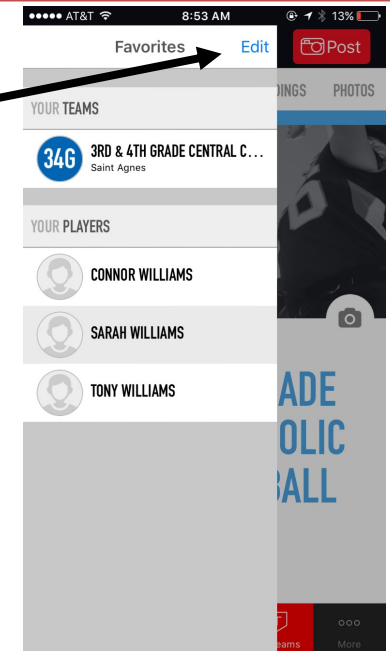 AT&T 8:53 AM 13%
Favorites Edit Post
DINGS PHOTOS
YOUR TEAMS
34G 3RD & 4TH GRADE CENTRAL C...
Saint Agnes
YOUR PLAYERS
CONNOR WILLIAMS
SARAH WILLIAMS
TONY WILLIAMS
ADE
OLIC
BALL
eams More